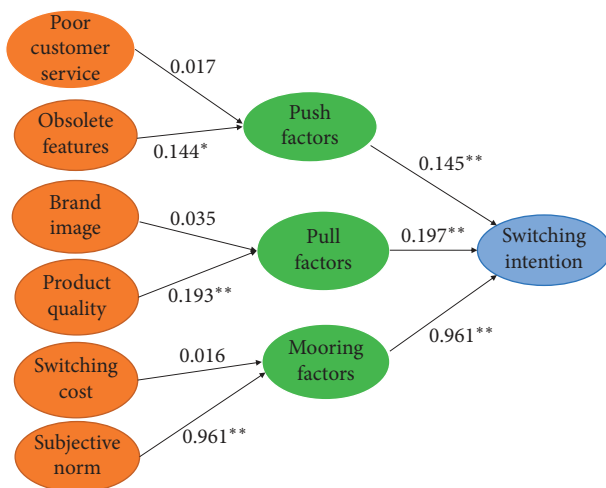 Poor
customer
service
0.017
Obsolete
features
0.144*
Push
factors
0.145**
Brand
image
0.035
Product
quality
0.193**
Pull
factors
0.197**
Switching
intention
Switching
cost
0.016
Subjective
norm
0.961**
Mooring
factors
0.961**